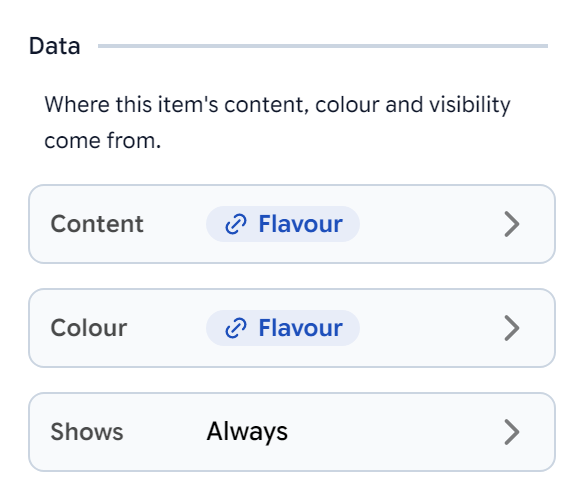 Data
Where this item's content, colour and visibility
come from.
Content Flavour
Colour Flavour
Shows Always